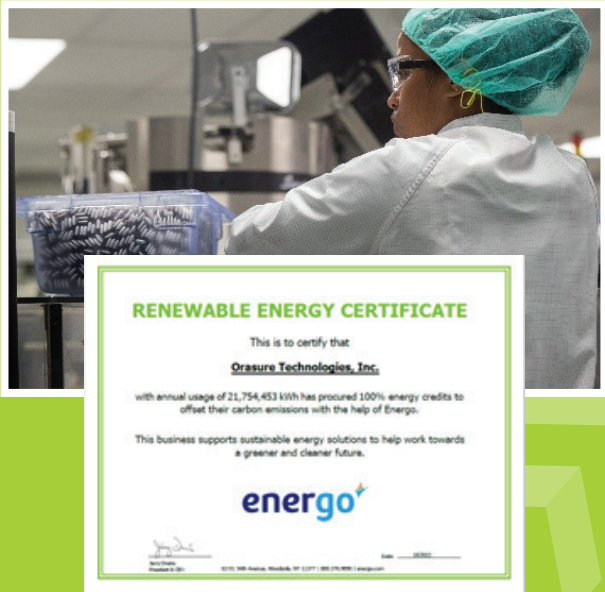 RENEWABLE ENERGY CERTIFICATE
This is to certify that
Orasure Technologies, Inc.
with annual usage of 21,754,453 kWh has procured 100% energy credits to
offset their carbon emissions with the help of Energo.
This business supports sustainable energy solutions to help work towards
a greener and cleaner future.
energo
Date
President & CEO